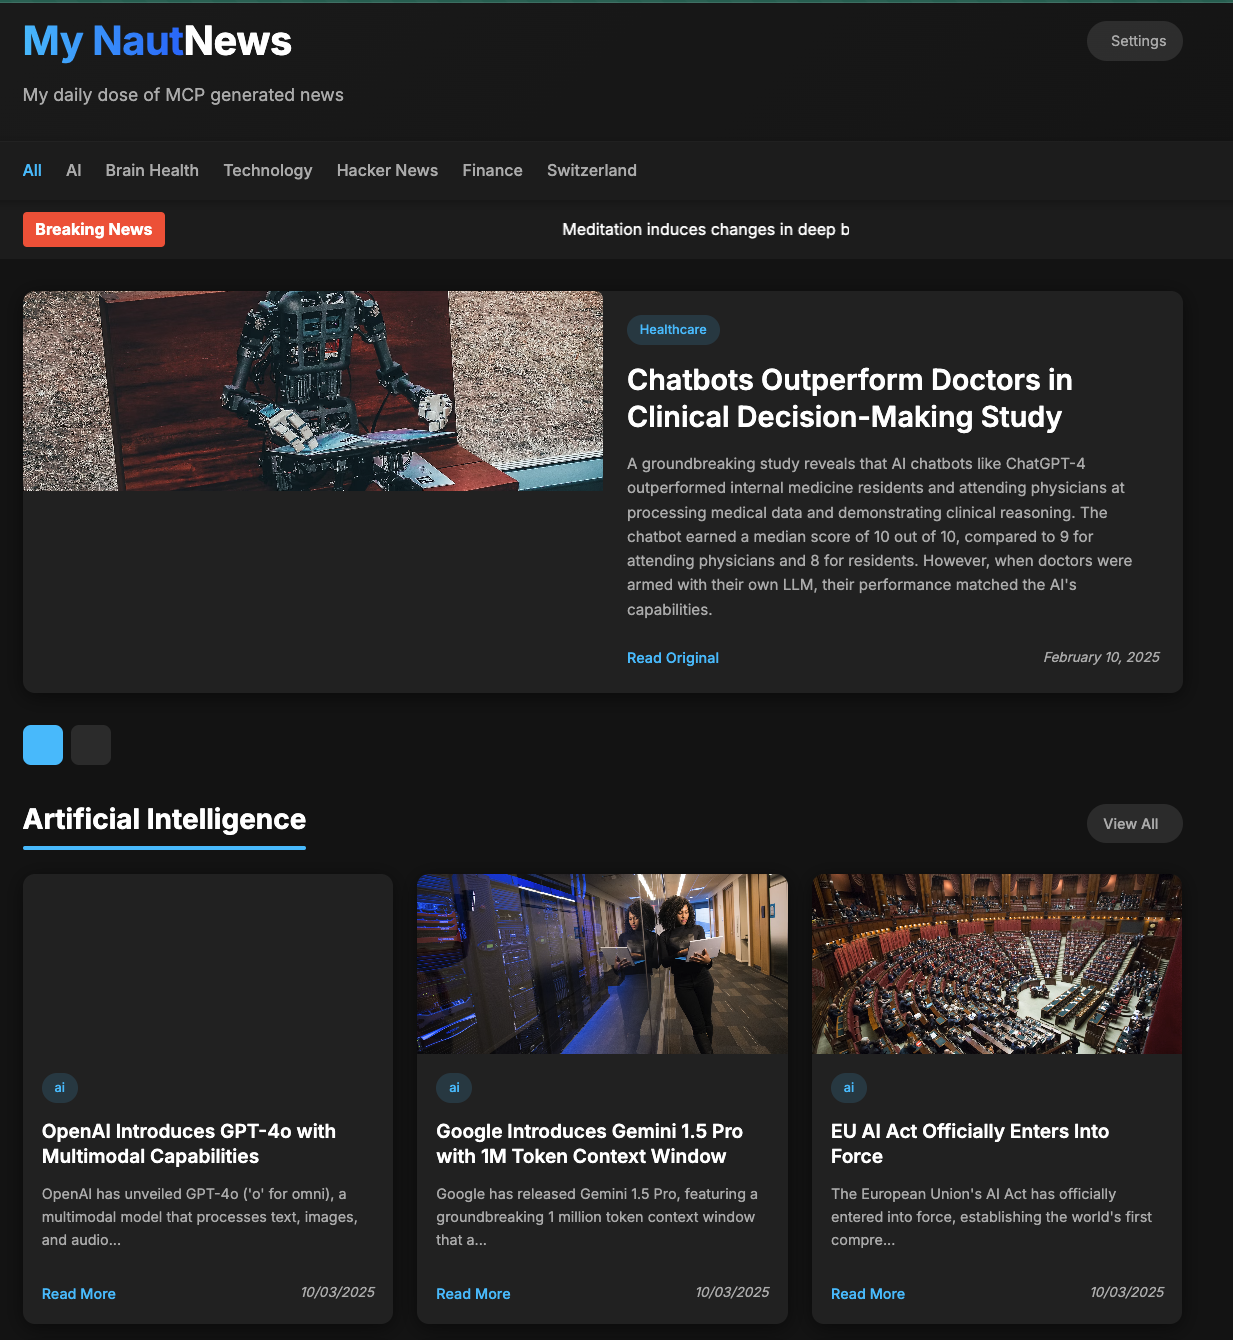 My NautNews
Settings
My daily dose of MCP generated news
All AI Brain Health Technology Hacker News Finance Switzerland
Breaking News
Meditation induces changes in deep b
Healthcare
Chatbots Outperform Doctors in
Clinical Decision-Making Study
A groundbreaking study reveals that AI chatbots like ChatGPT-4
outperformed internal medicine residents and attending physicians at
processing medical data and demonstrating clinical reasoning. The
chatbot earned a median score of 10 out of 10, compared to 9 for
attending physicians and 8 for residents. However, when doctors were
armed with their own LLM, their performance matched the AI's
capabilities.
Read Original
February 10, 2025
Artificial Intelligence
View All
ai
OpenAI Introduces GPT-4o with
Multimodal Capabilities
OpenAI has unveiled GPT-4o ('o' for omni), a
multimodal model that processes text, images,
and audio...
Read More
10/03/2025
ai
Google Introduces Gemini 1.5 Pro
with 1M Token Context Window
Google has released Gemini 1.5 Pro, featuring a
groundbreaking 1 million token context window
that a...
Read More
10/03/2025
ai
EU AI Act Officially Enters Into
Force
The European Union's AI Act has officially
entered into force, establishing the world's first
compre...
Read More
10/03/2025